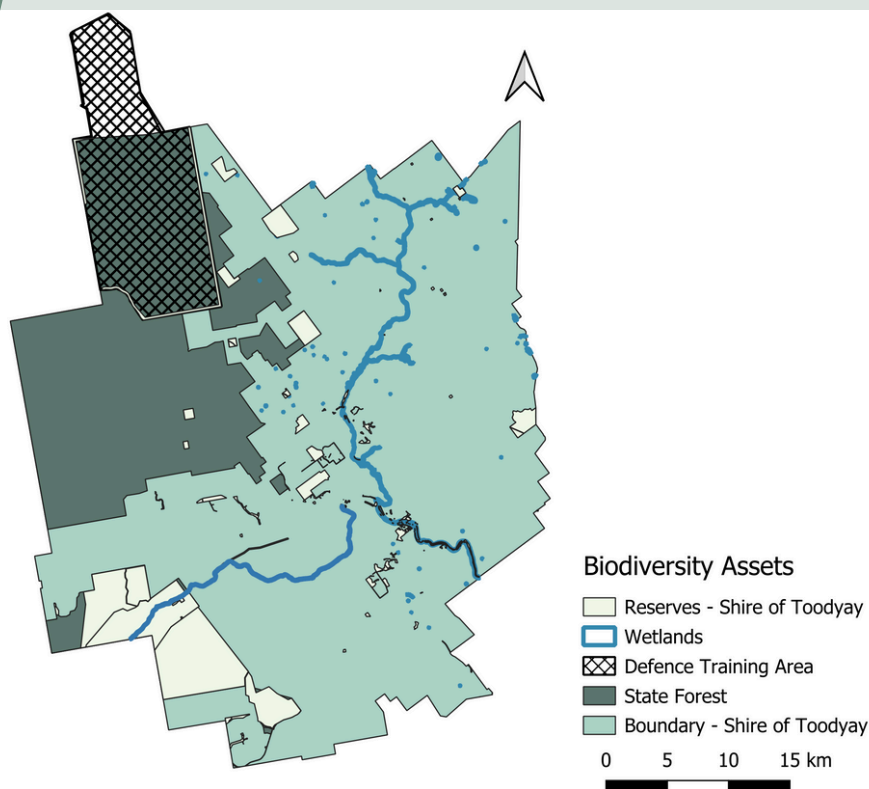 Biodiversity Assets
Reserves - Shire of Toodyay
Wetlands
Defence Training Area
State Forest
Boundary - Shire of Toodyay
0 5 10 15 km